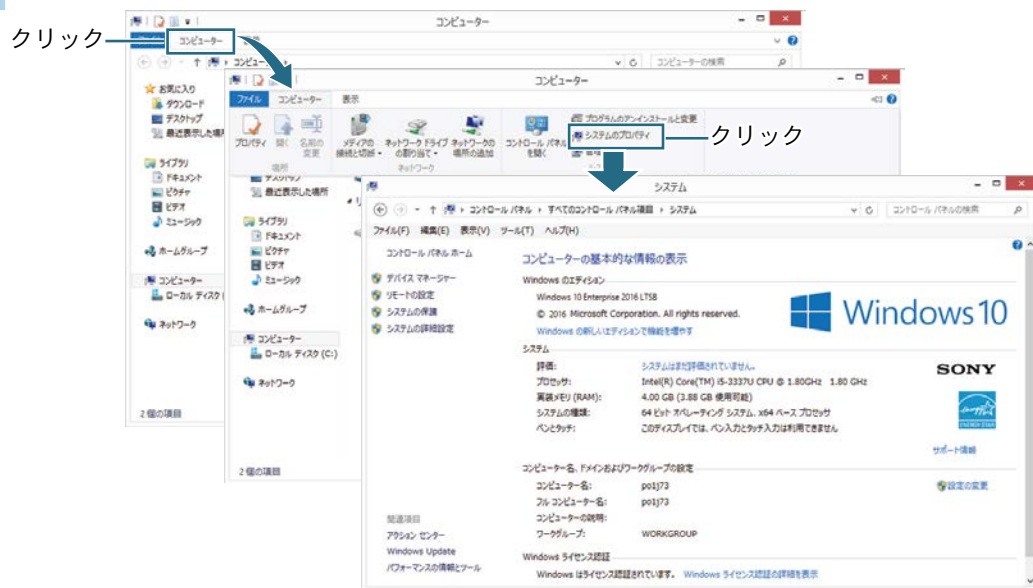 コンピューター
クリック
コンピューター
表示
コンピューター
コンピューターの検索
お気に入り
ダウンロード
デスクトップ
ライブラリ
ドキュメント
ピクチャ
ビデオ
ミュージック
ホームグループ
コンピューター
ローカル ディスク (
ネットワーク
2 個の項目
コンピューター
ファイル コンピューター 表示
プロパティ 開く 名前の変更
メディアの接続と切断 ネットワーク ドライブの割り当て ネットワークの場所の追加
コントロール パネルを開く
プログラムのアンインストールと変更
システムのプロパティ
クリック
場所 ネットワーク
最近表示した場所
ライブラリ
ドキュメント
ピクチャ
ビデオ
ミュージック
ホームグループ
コンピューター
ローカル ディスク (C:)
ネットワーク
2 個の項目
システム
コントロール パネル すべてのコントロール パネル項目 システム
コントロール パネルの検索
ファイル(F) 編集(E) 表示(V) ツール(T) ヘルプ(H)
コントロール パネル ホーム
デバイス マネージャー
リモートの設定
システムの保護
システムの詳細設定
コンピューターの基本的な情報の表示
Windows のエディション
Windows 10 Enterprise 2016 LTSB
© 2016 Microsoft Corporation. All rights reserved.
Windows の新しいエディションで機能を増やす
Windows 10
システム
評価: システムはまだ評価されていません。
プロセッサ: Intel(R) Core(TM) i5-3337U CPU @ 1.80GHz 1.80 GHz
実装メモリ (RAM): 4.00 GB (3.88 GB 使用可能)
システムの種類: 64 ビット オペレーティング システム、x64 ベース プロセッサ
ペンとタッチ: このディスプレイでは、ペン入力とタッチ入力は利用できません
SONY
ENERGY STAR
サポート情報
コンピューター名、ドメインおよびワークグループの設定
コンピューター名: po1j73
フル コンピューター名: po1j73
コンピューターの説明:
ワークグループ: WORKGROUP
設定の変更
Windows ライセンス認証
Windows はライセンス認証されています。 Windows ライセンス認証の詳細を表示
関連項目
アクション センター
Windows Update
パフォーマンスの情報とツール